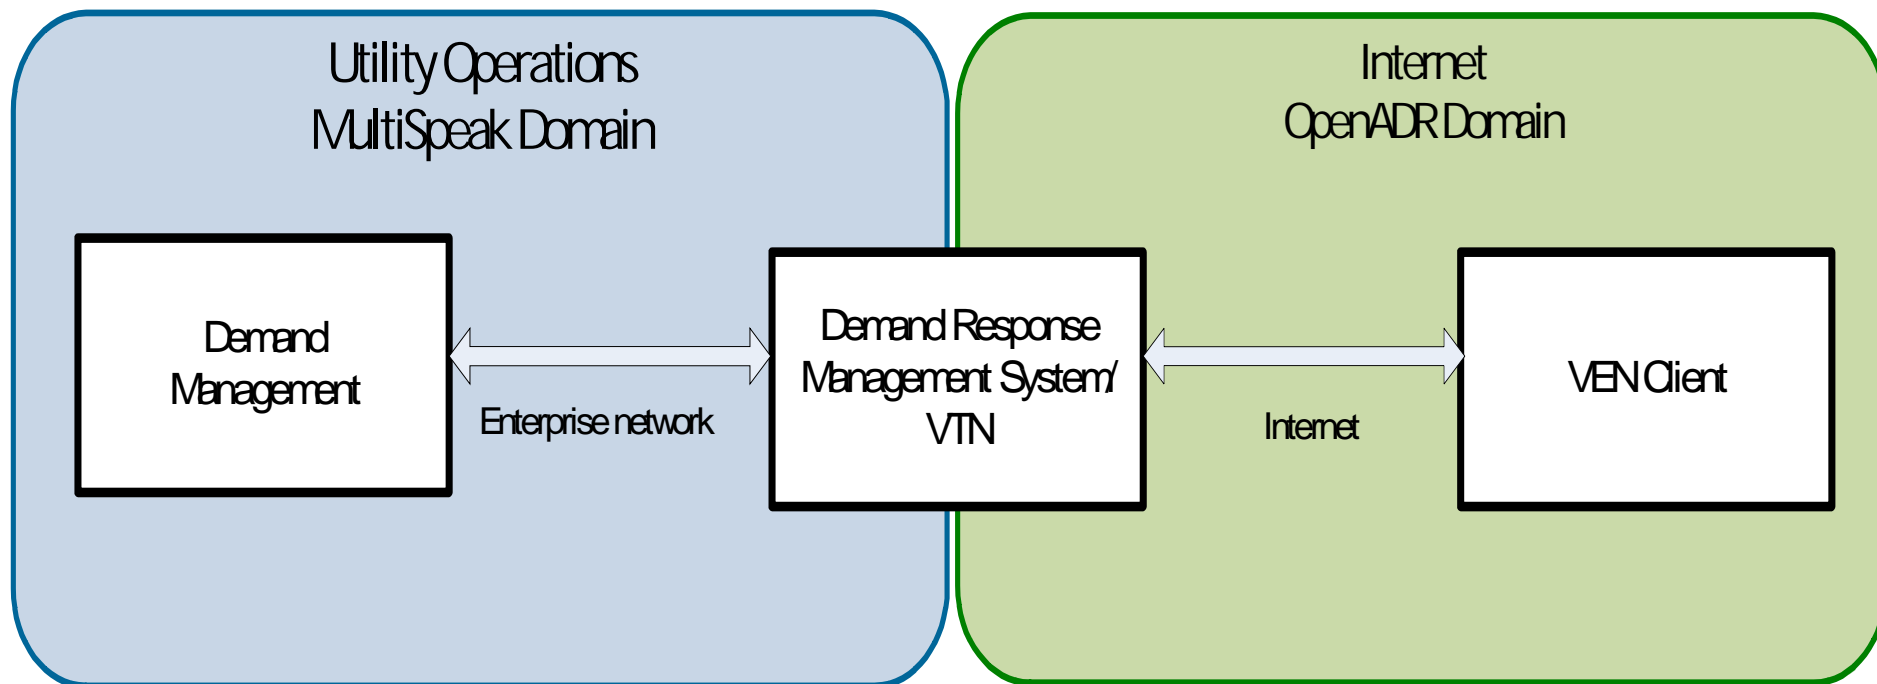 Utility Operations
MultiSpeak Domain
Internet
OpenADR Domain
Demand
Management
Enterprise network
Demand Response
Management System/
VTN
Internet
VEN Client